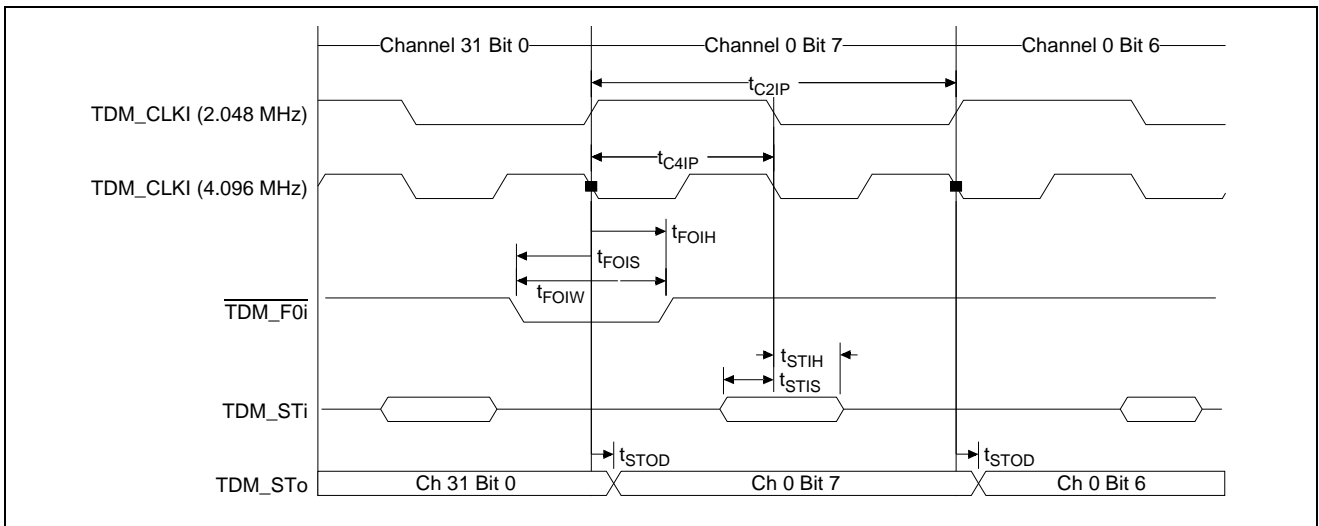 Channel 31 Bit 0 Channel 0 Bit 7 Channel 0 Bit 6
tC2IP
TDM_CLKI (2.048 MHz)
tC4IP
TDM_CLKI (4.096 MHz)
tFOIH
tFOIS
tFOIW
TDM_F0i
tSTIH
tSTIS
TDM_STi
tSTOD tSTOD
TDM_STo Ch 31 Bit 0 Ch 0 Bit 7 Ch 0 Bit 6